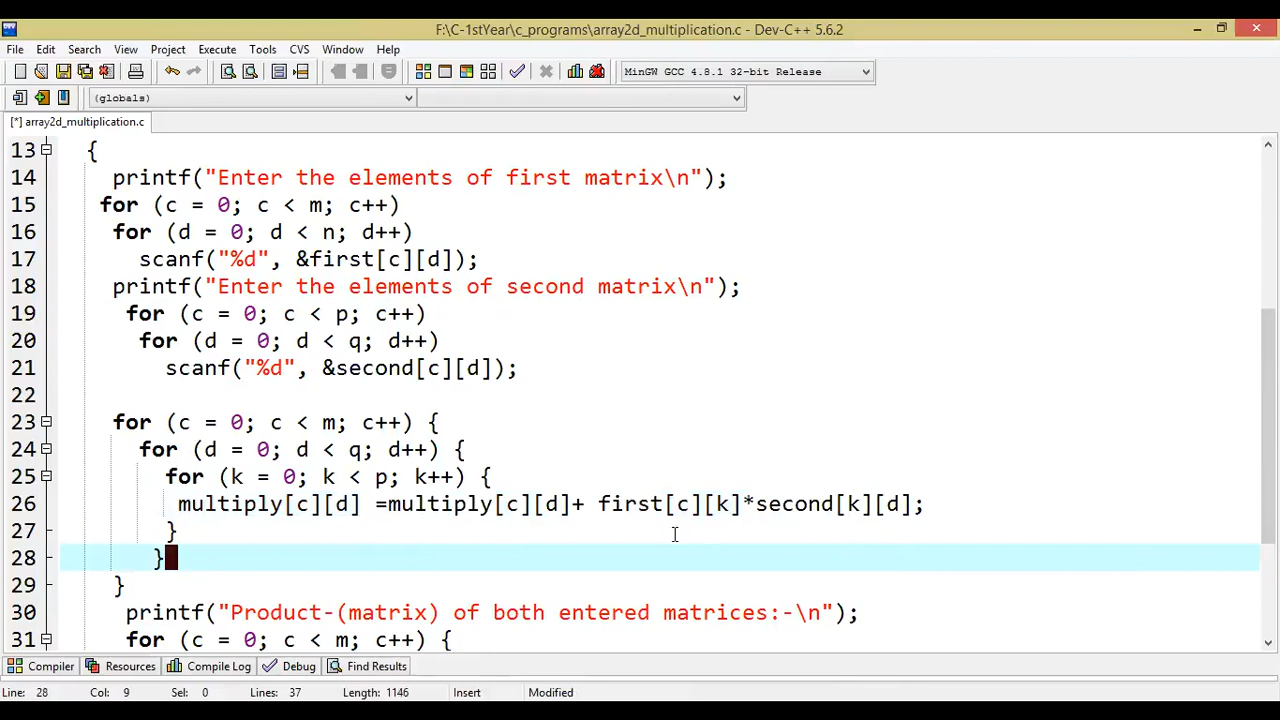 F:\C-1stYear\c_programs\array2d_multiplication.c - Dev-C++ 5.6.2
File Edit Search View Project Execute Tools CVS Window Help
MinGW GCC 4.8.1 32-bit Release
(globals)
[*] array2d_multiplication.c
13 {
14 printf("Enter the elements of first matrix\n");
15 for (c = 0; c < m; c++)
16 for (d = 0; d < n; d++)
17 scanf("%d", &first[c][d]);
18 printf("Enter the elements of second matrix\n");
19 for (c = 0; c < p; c++)
20 for (d = 0; d < q; d++)
21 scanf("%d", &second[c][d]);
22
23 for (c = 0; c < m; c++) {
24 for (d = 0; d < q; d++) {
25 for (k = 0; k < p; k++) {
26 multiply[c][d] =multiply[c][d]+ first[c][k]*second[k][d];
27 }
28 }
29 }
30 printf("Product-(matrix) of both entered matrices:-\n");
31 for (c = 0; c < m; c++) {
Compiler Resources Compile Log Debug Find Results
Line: 28 Col: 9 Sel: 0 Lines: 37 Length: 1146 Insert Modified